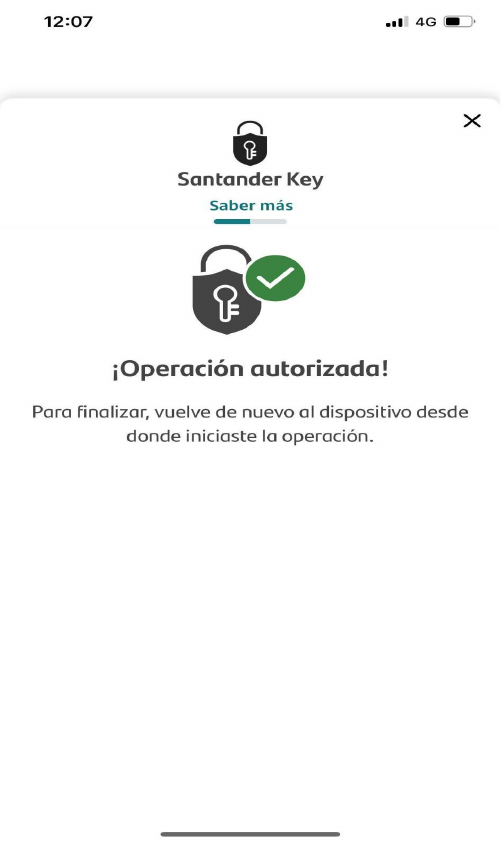 12:07
4G
Santander Key
Saber más
¡Operación autorizada!
Para finalizar, vuelve de nuevo al dispositivo desde
donde iniciaste la operación.